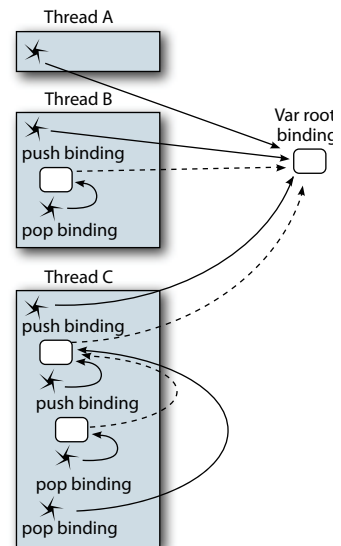 Thread A
Thread B
Var root
binding
push binding
pop binding
Thread C
push binding
push binding
pop binding
pop binding